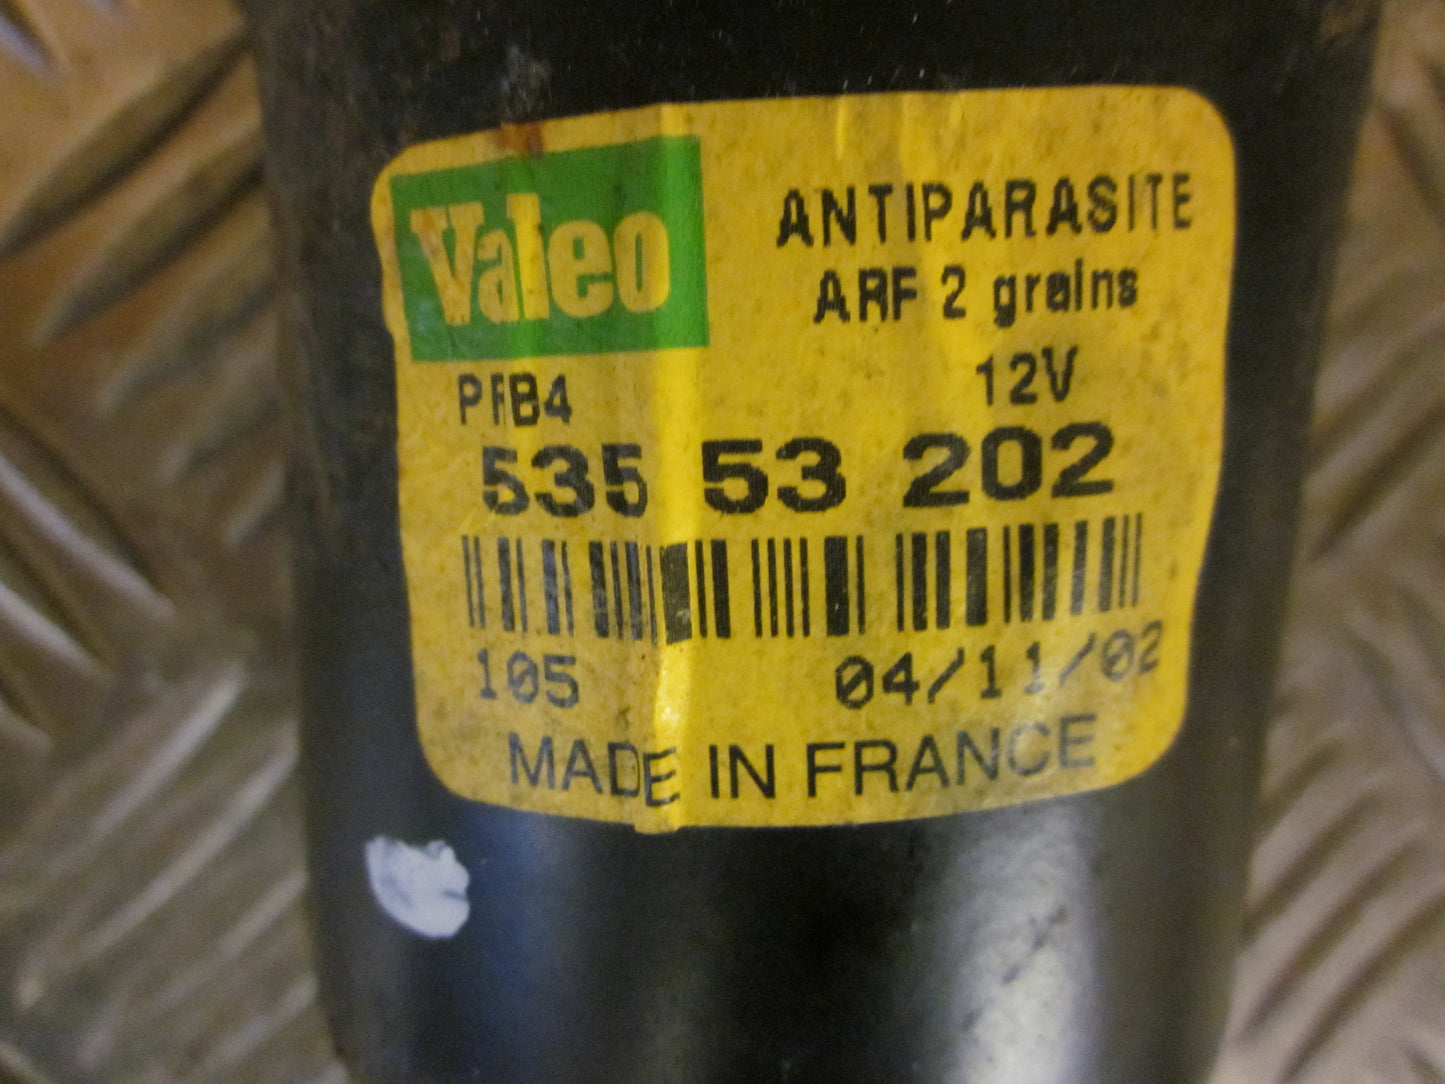 Valeo
ANTIPARASITE
ARF 2 grains
PFB4
12V
535 53 202
105
04/11/02
MADE IN FRANCE